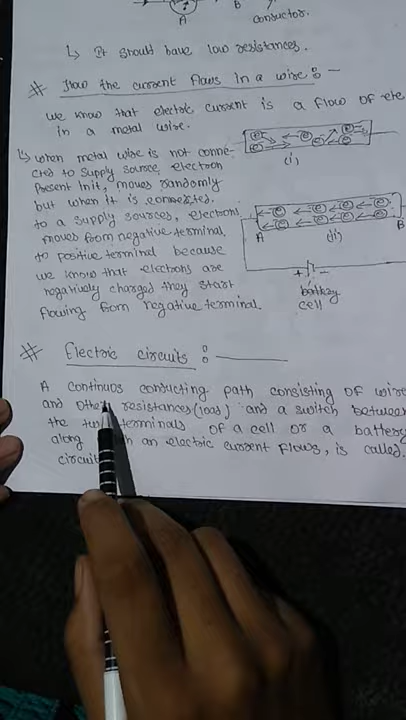 A
B
conductor.
↳ It should have low resistances.
# How the current flows in a wire :-
we know that electric current is a flow of ele
in a metal wire.
↳ when metal wire is not conne-
cted to supply source, electron
Present in it, moves randomly
but when it is connected.
to a supply sources, electrons
moves from negative terminal
to positive terminal because
we know that electrons are
negatively charged they start
flowing from negative terminal.
(i)
A
B
(ii)
+ -
battery
cell
# Electric circuits :
A continuos conducting path consisting of wire
and other resistances (load) and a switch between
the terminals of a cell or a battery
along an electric current flows, is called.